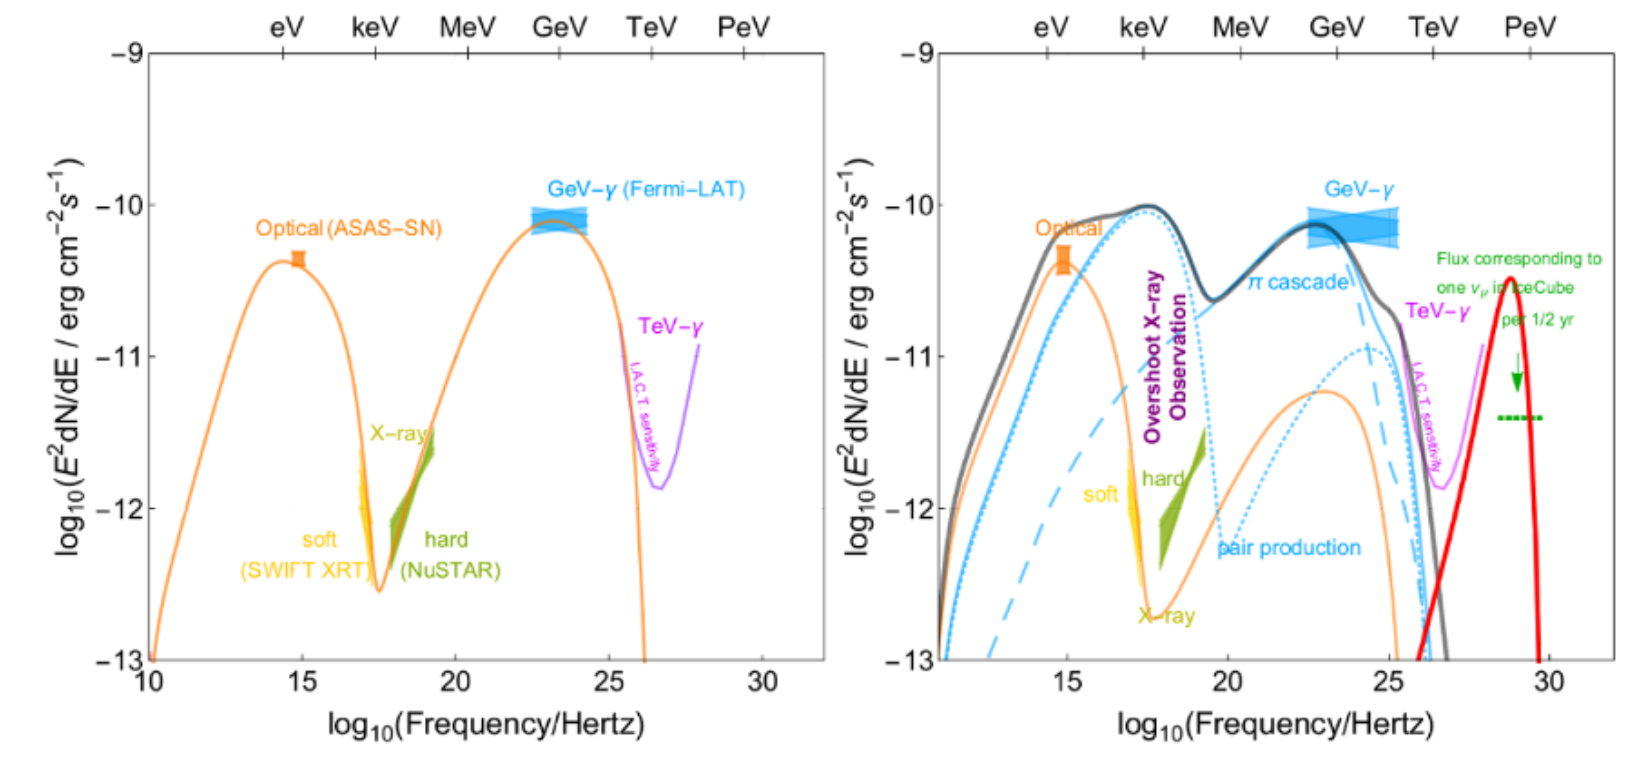 eV keV MeV GeV TeV PeV
−9
−10
−11
−12
−13
log10(E²dN/dE / erg cm⁻²s⁻¹)
GeV−γ (Fermi−LAT)
Optical (ASAS−SN)
TeV−γ
I.A.C.T. sensitivity
X−ray
soft
(SWIFT XRT)
hard
(NuSTAR)
10 15 20 25 30
log10(Frequency/Hertz)
eV keV MeV GeV TeV PeV
−9
−10
−11
−12
−13
log10(E²dN/dE / erg cm⁻²s⁻¹)
GeV−γ
Optical
Flux corresponding to
one νμ in IceCube
per 1/2 yr
π cascade
TeV−γ
Overshoot X−ray
Observation
I.A.C.T. sensitivity
hard
soft
pair production
X−ray
15 20 25 30
log10(Frequency/Hertz)